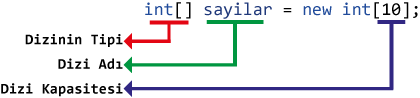 int[] sayilar = new int[10];
Dizinin Tipi
Dizi Adı
Dizi Kapasitesi